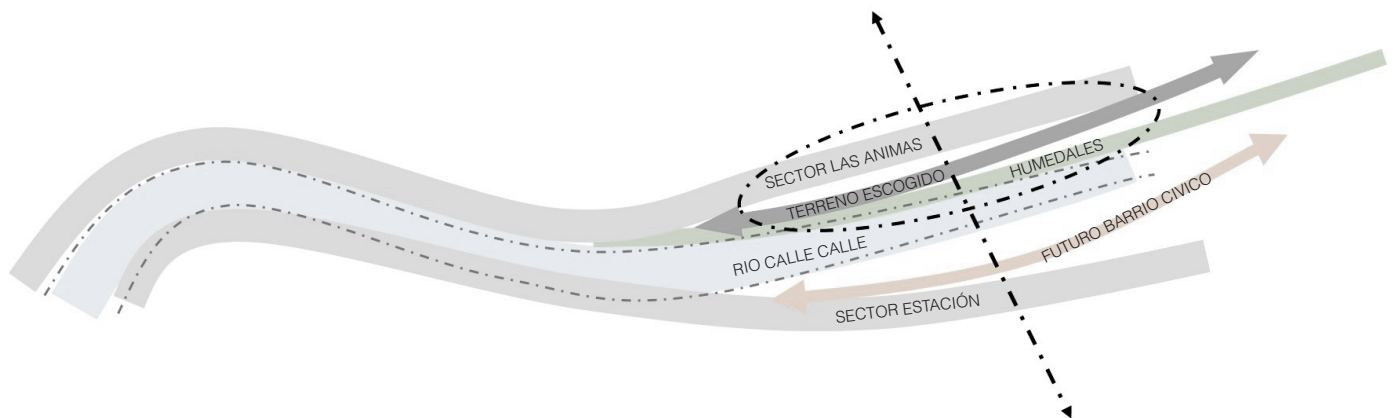 SECTOR LAS ANIMAS
TERRENO ESCOGIDO
HUMEDALES
RIO CALLE CALLE
FUTURO BARRIO CIVICO
SECTOR ESTACIÓN